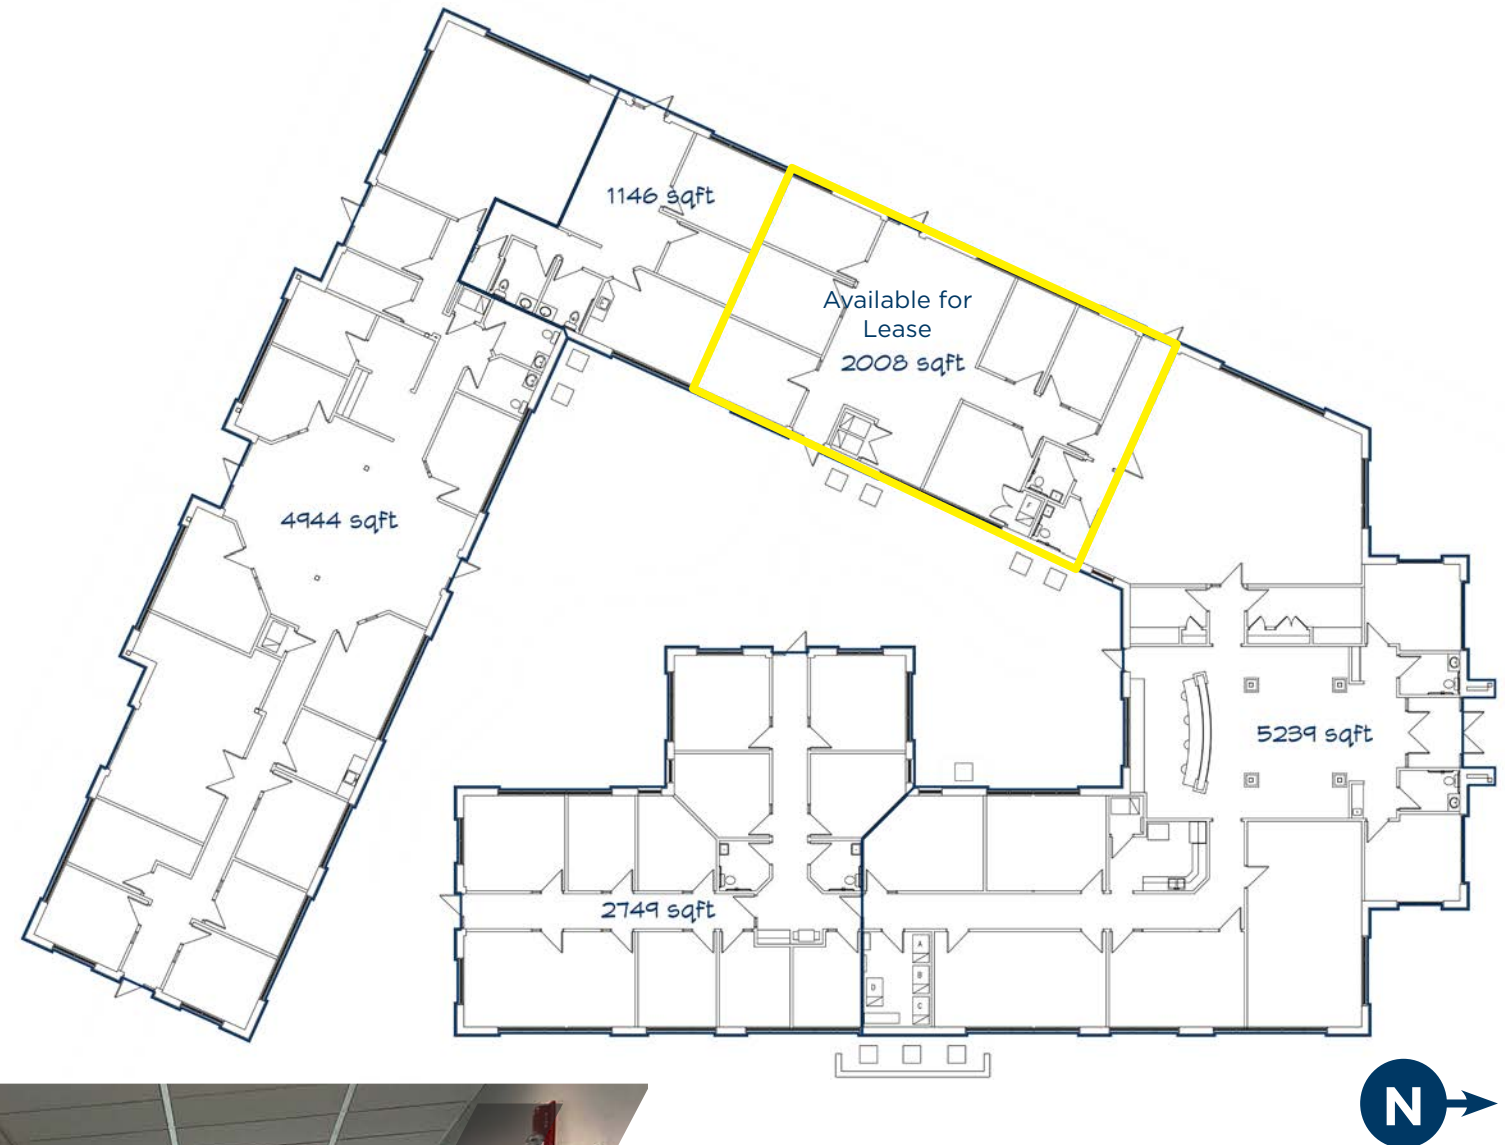 1146 sqft
Available for
Lease
2008 sqft
4944 sqft
5239 sqft
2749 sqft
A
B
C
D
N